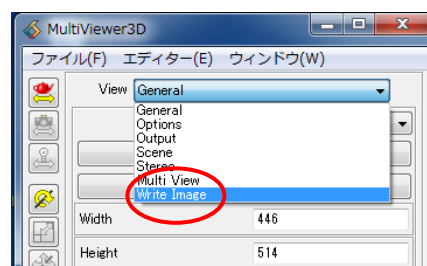 MultiViewer3D
ファイル(F) エディター(E) ウィンドウ(W)
View General
General
Options
Output
Scene
Stereo
Multi View
Write Image
Width 446
Height 514